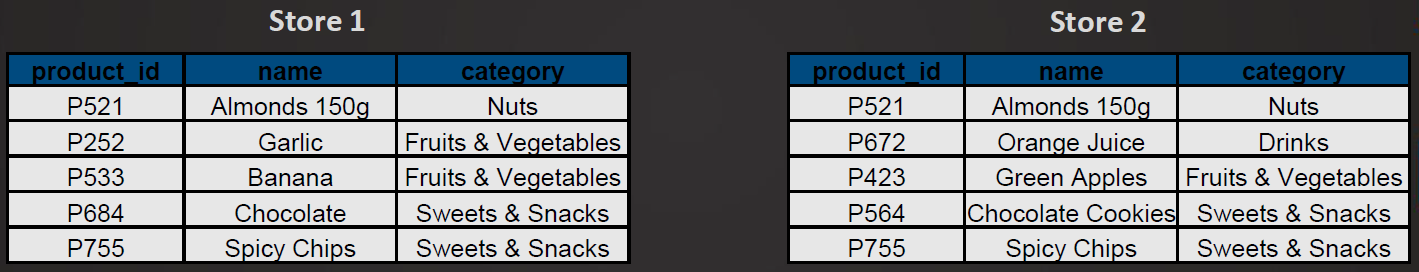 Store 1
product_id name category
P521 Almonds 150g Nuts
P252 Garlic Fruits & Vegetables
P533 Banana Fruits & Vegetables
P684 Chocolate Sweets & Snacks
P755 Spicy Chips Sweets & Snacks
Store 2
product_id name category
P521 Almonds 150g Nuts
P672 Orange Juice Drinks
P423 Green Apples Fruits & Vegetables
P564 Chocolate Cookies Sweets & Snacks
P755 Spicy Chips Sweets & Snacks